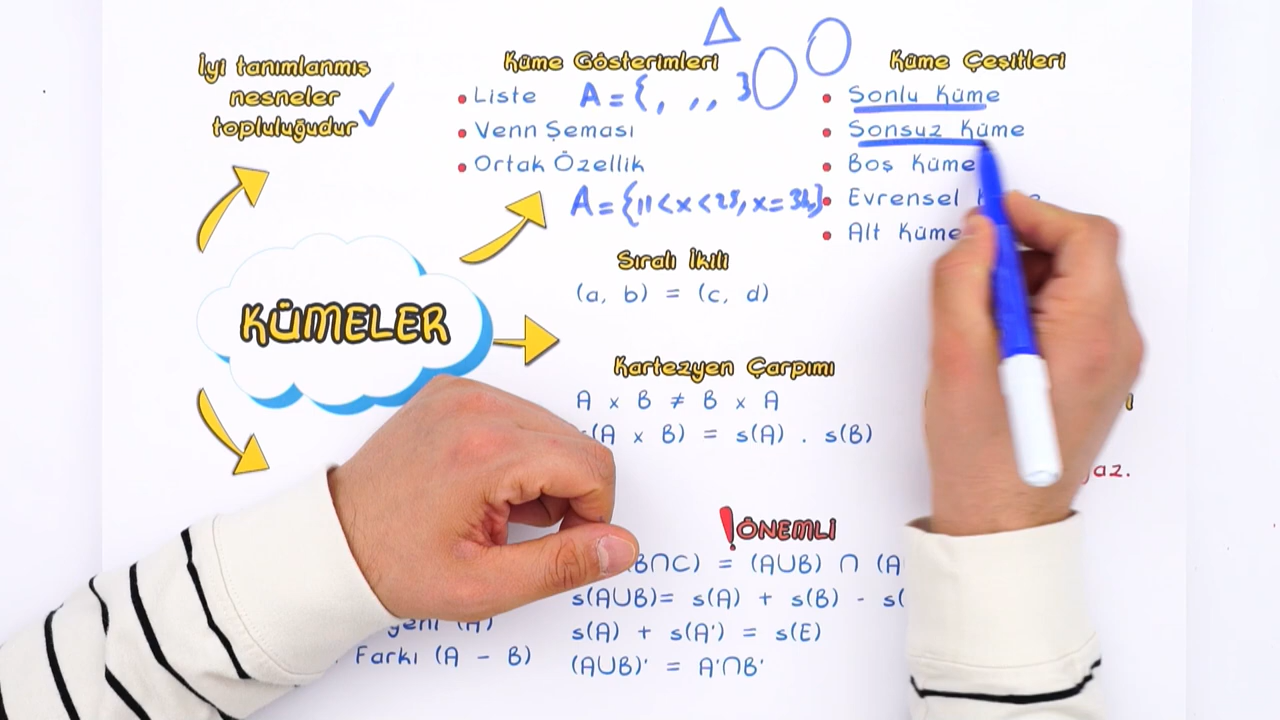 İyi tanımlanmış
nesneler
topluluğudur
Küme Gösterimleri
Liste
A = { , , , }
Venn Şeması
Ortak Özellik
A = {11 < x < 25, x = 3k,}
Küme Çeşitleri
Sonlu Küme
Sonsuz Küme
Boş Küme
Evrensel
Alt Küme
KÜMELER
Sıralı İkili
(a, b) = (c, d)
Kartezyen Çarpımı
A x B ≠ B x A
s(A x B) = s(A) . s(B)
az.
!ÖNEMLİ
B∩C) = (A∪B) ∩ (A
s(A∪B)= s(A) + s(B) - s(
s(A) + s(A') = s(E)
(A∪B)' = A'∩B'
(A)
Farkı (A - B)